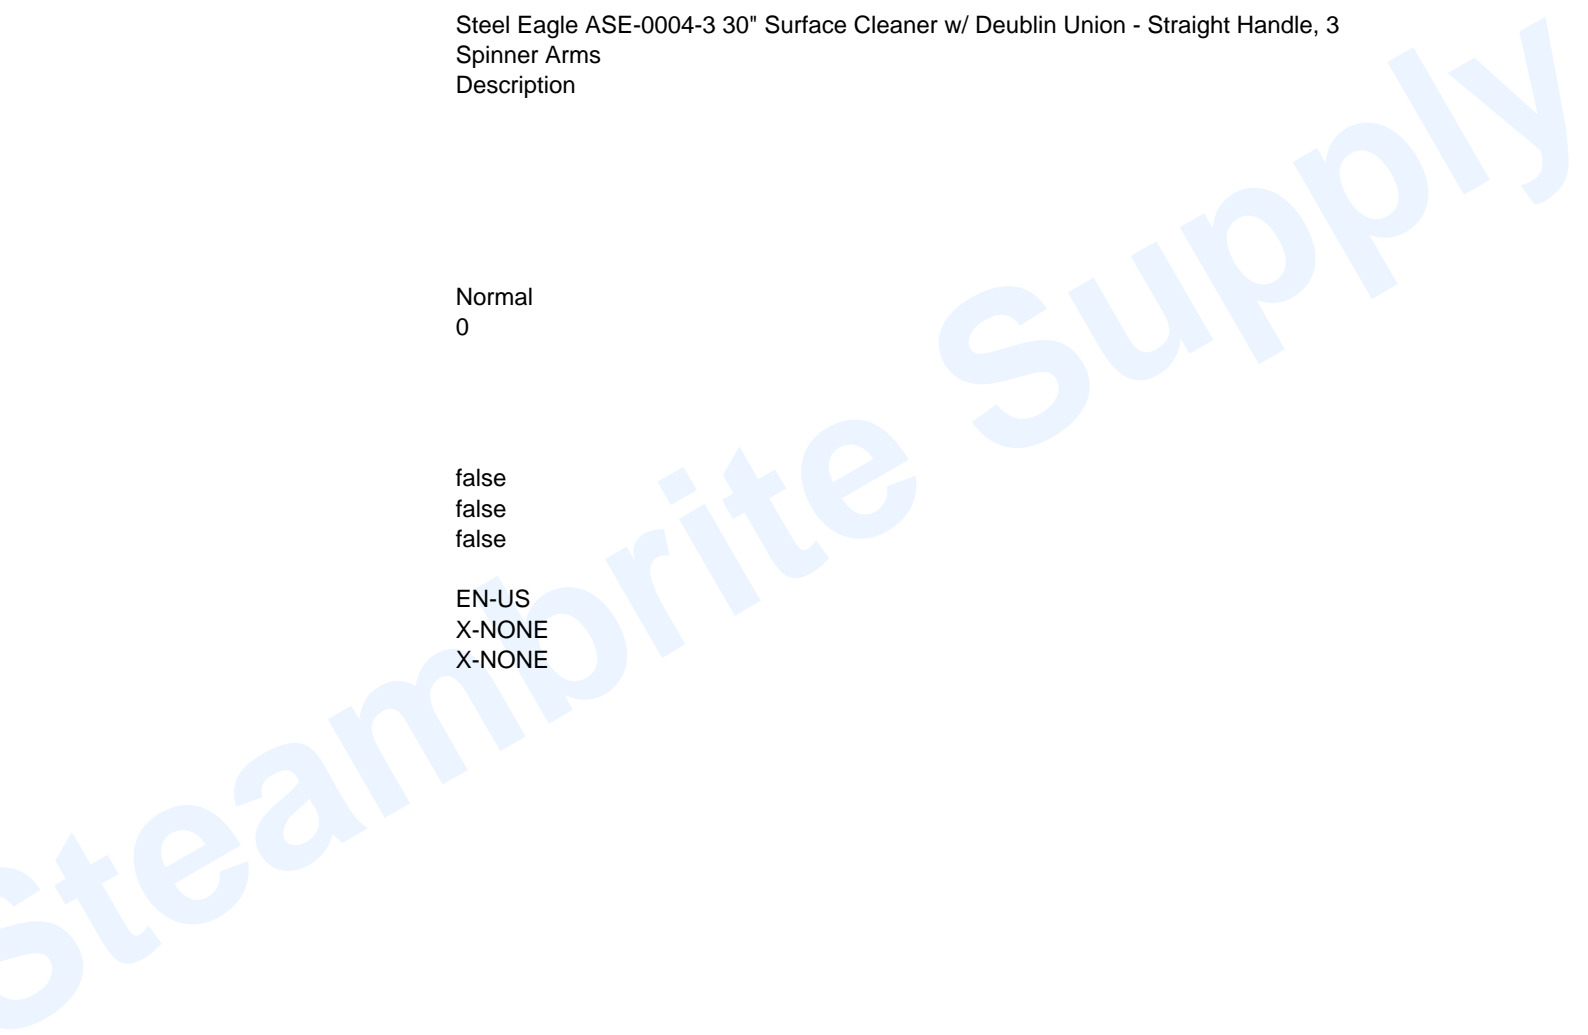 Steel Eagle ASE-0004-3 30" Surface Cleaner w/ Deublin Union - Straight Handle, 3
Spinner Arms
Description
Normal
0
false
false
false
EN-US
X-NONE
X-NONE
Steambrite Supply